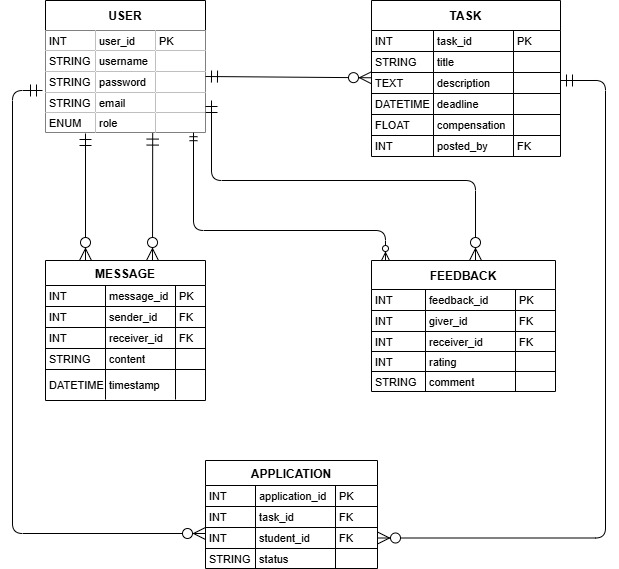 USER
INT user_id PK
STRING username
STRING password
STRING email
ENUM role
TASK
INT task_id PK
STRING title
TEXT description
DATETIME deadline
FLOAT compensation
INT posted_by FK
MESSAGE
INT message_id PK
INT sender_id FK
INT receiver_id FK
STRING content
DATETIME timestamp
FEEDBACK
INT feedback_id PK
INT giver_id FK
INT receiver_id FK
INT rating
STRING comment
APPLICATION
INT application_id PK
INT task_id FK
INT student_id FK
STRING status